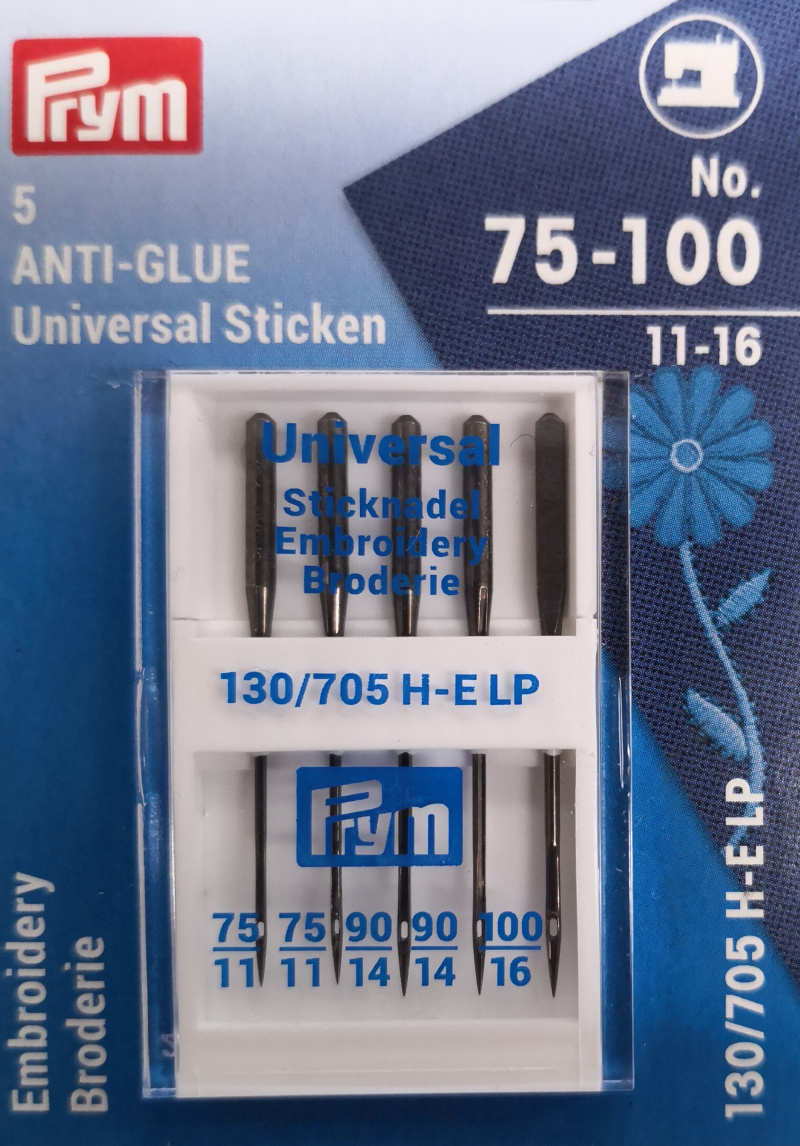 Prym
5
ANTI-GLUE
Universal Sticken
No.
75-100
11-16
Universal
Sticknadel
Embroidery
Broderie
130/705 H-E LP
Prym
75 75 90 90 100
11 11 14 14 16
Embroidery
Broderie
130/705 H-E LP